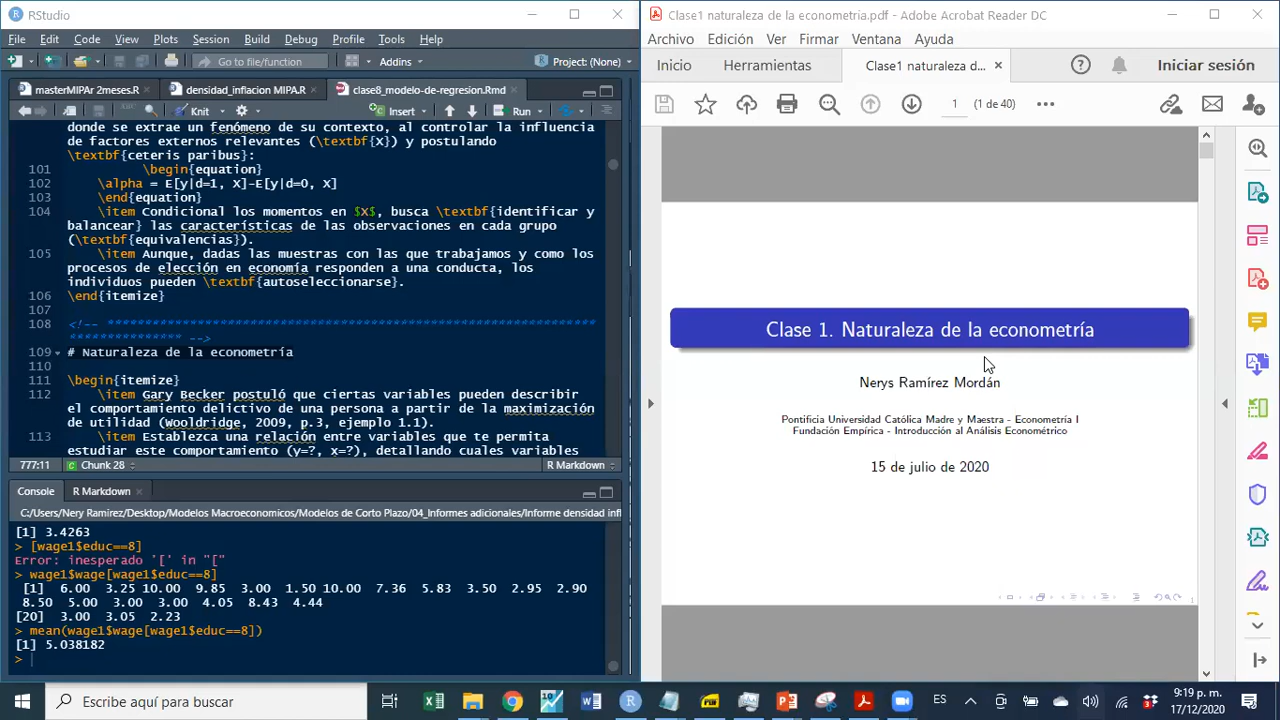 RStudio
File Edit Code View Plots Session Build Debug Profile Tools Help
Go to file/function Addins Project: (None)
masterMIPAr 2meses.R densidad_inflacion MIPA.R clase8_modelo-de-regresion.Rmd
Knit Insert Run
donde se extrae un fenómeno de su contexto, al controlar la influencia
de factores externos relevantes (\textbf{x}) y postulando
\textbf{ceteris paribus}:
101 \begin{equation}
102 \alpha = E[y|d=1, X]-E[y|d=0, X]
103 \end{equation}
104 \item Condicional los momentos en $X$, busca \textbf{identificar y
balancear} las características de las observaciones en cada grupo
(\textbf{equivalencias}).
105 \item Aunque, dadas las muestras con las que trabajamos y como los
procesos de elección en economía responden a una conducta, los
individuos pueden \textbf{autoseleccionarse}.
106 \end{itemize}
107
108 <!-- ******************************************************************
*************** -->
109 # Naturaleza de la econometría
110
111 \begin{itemize}
112 \item Gary Becker postuló que ciertas variables pueden describir
el comportamiento delictivo de una persona a partir de la maximización
de utilidad (Wooldridge, 2009, p.3, ejemplo 1.1).
113 \item Establezca una relación entre variables que te permita
estudiar este comportamiento (y=?, x=?), detallando cuales variables
777:11 Chunk 28 R Markdown
Console R Markdown
C:/Users/Nery Ramirez/Desktop/Modelos Macroeconomicos/Modelos de Corto Plazo/04_Informes adicionales/Informe densidad inf
[1] 3.4263
> [wage1$educ==8]
Error: inesperado '[' in "["
> wage1$wage[wage1$educ==8]
[1] 6.00 3.25 10.00 9.85 3.00 1.50 10.00 7.36 5.83 3.50 2.95 2.90
8.50 5.00 3.00 3.00 4.05 8.43 4.44
[20] 3.00 3.05 2.23
> mean(wage1$wage[wage1$educ==8])
[1] 5.038182
>
Clase1 naturaleza de la econometria.pdf - Adobe Acrobat Reader DC
Archivo Edición Ver Firmar Ventana Ayuda
Inicio Herramientas Clase1 naturaleza d... Iniciar sesión
1 (1 de 40)
Clase 1. Naturaleza de la econometría
Nerys Ramírez Mordán
Pontificia Universidad Católica Madre y Maestra - Econometría I
Fundación Empírica - Introducción al Análisis Econométrico
15 de julio de 2020
1
Escribe aquí para buscar
ES
9:19 p. m.
17/12/2020